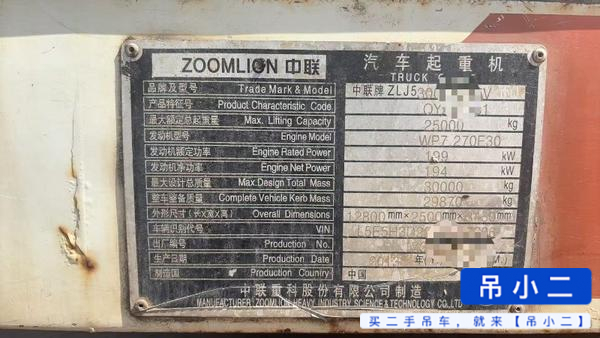 ZOOMLION 中联
汽车起重机
TRUCK
品牌及型号 Trade Mark & Model 中联牌 ZLJ5300
产品特征号 Product Characteristic Code QY
最大额定总起重量 Max. Lifting Capacity 25000 kg
发动机型号 Engine Model WP7.270E30
发动机额定功率 Engine Rated Power 199 kW
发动机净功率 Engine Net Power 194 kW
最大设计总质量 Max Design Total Mass 30000 kg
整车整备质量 Complete Vehicle Kerb Mass 29870 kg
外形尺寸(长X宽X高) Overall Dimensions 12800mm×2500mm× mm
车辆识别代号 VIN
出厂编号 Production No.
生产日期 Production Date 年
制造国 Production Country 中国
中联重科股份有限公司制造
MANUFACTURER ZOOMLION HEAVY INDUSTRY SCIENCE & TECHNOLOGY CO.,LTD
吊小二
买二手吊车，就来【吊小二】